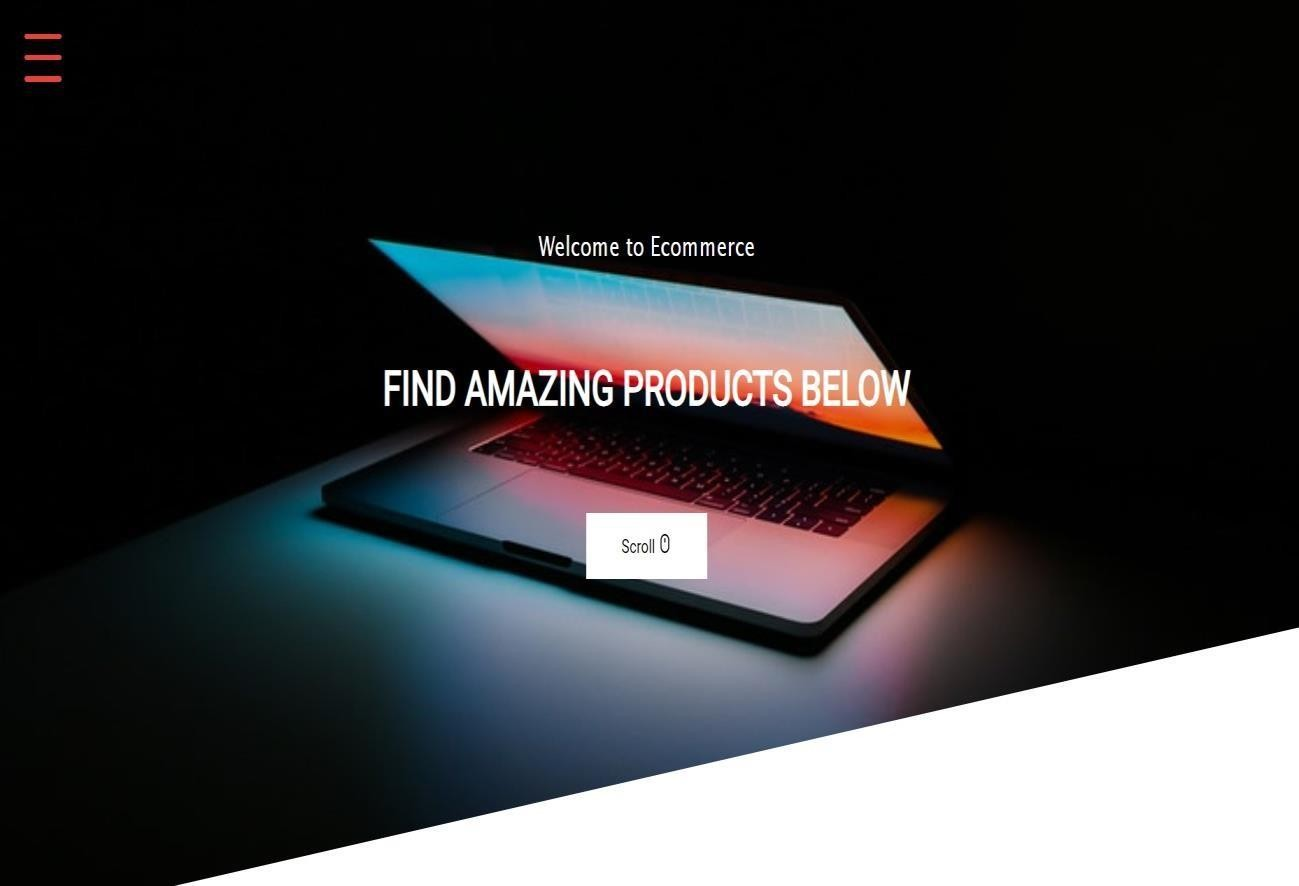 Welcome to Ecommerce
FIND AMAZING PRODUCTS BELOW
Scroll